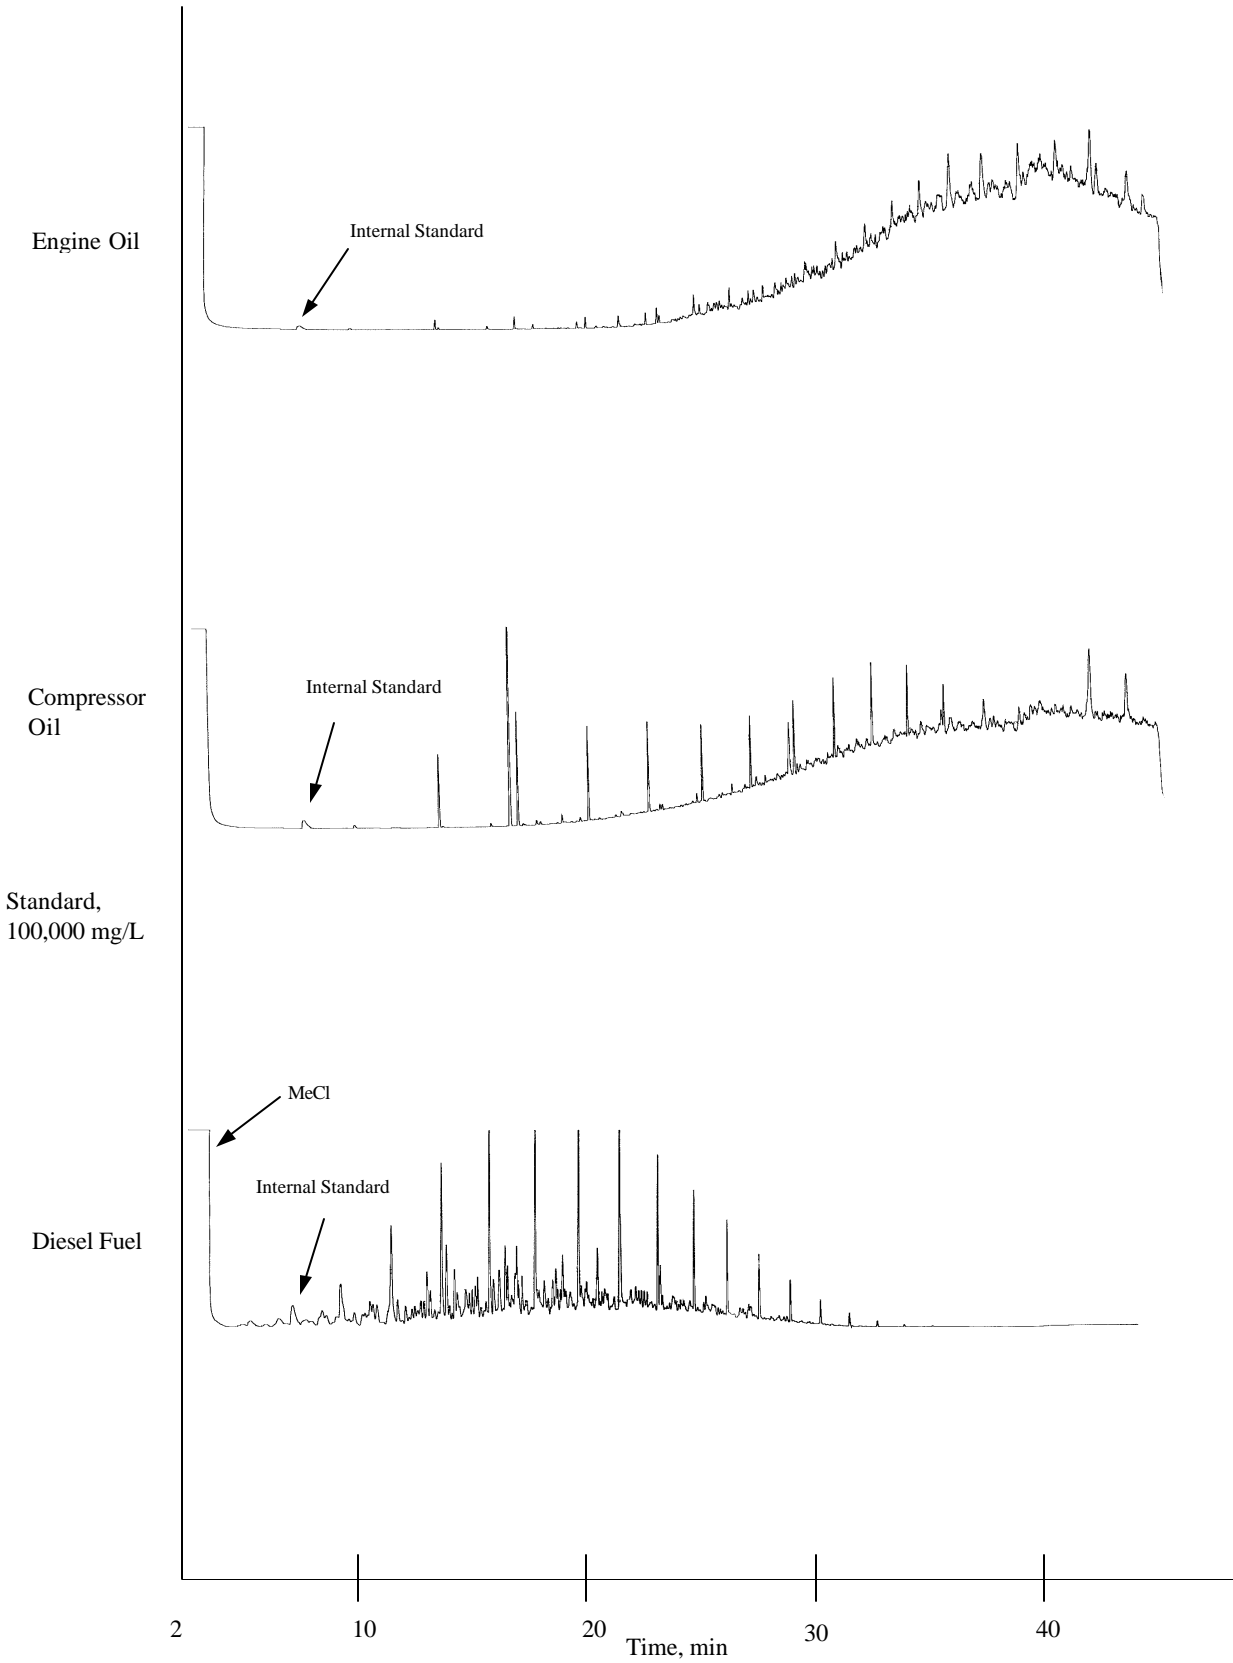 Engine Oil
Internal Standard
Internal Standard
Compressor
Oil
Standard,
100,000 mg/L
MeCl
Internal Standard
Diesel Fuel
2
10
20
30
40
Time, min